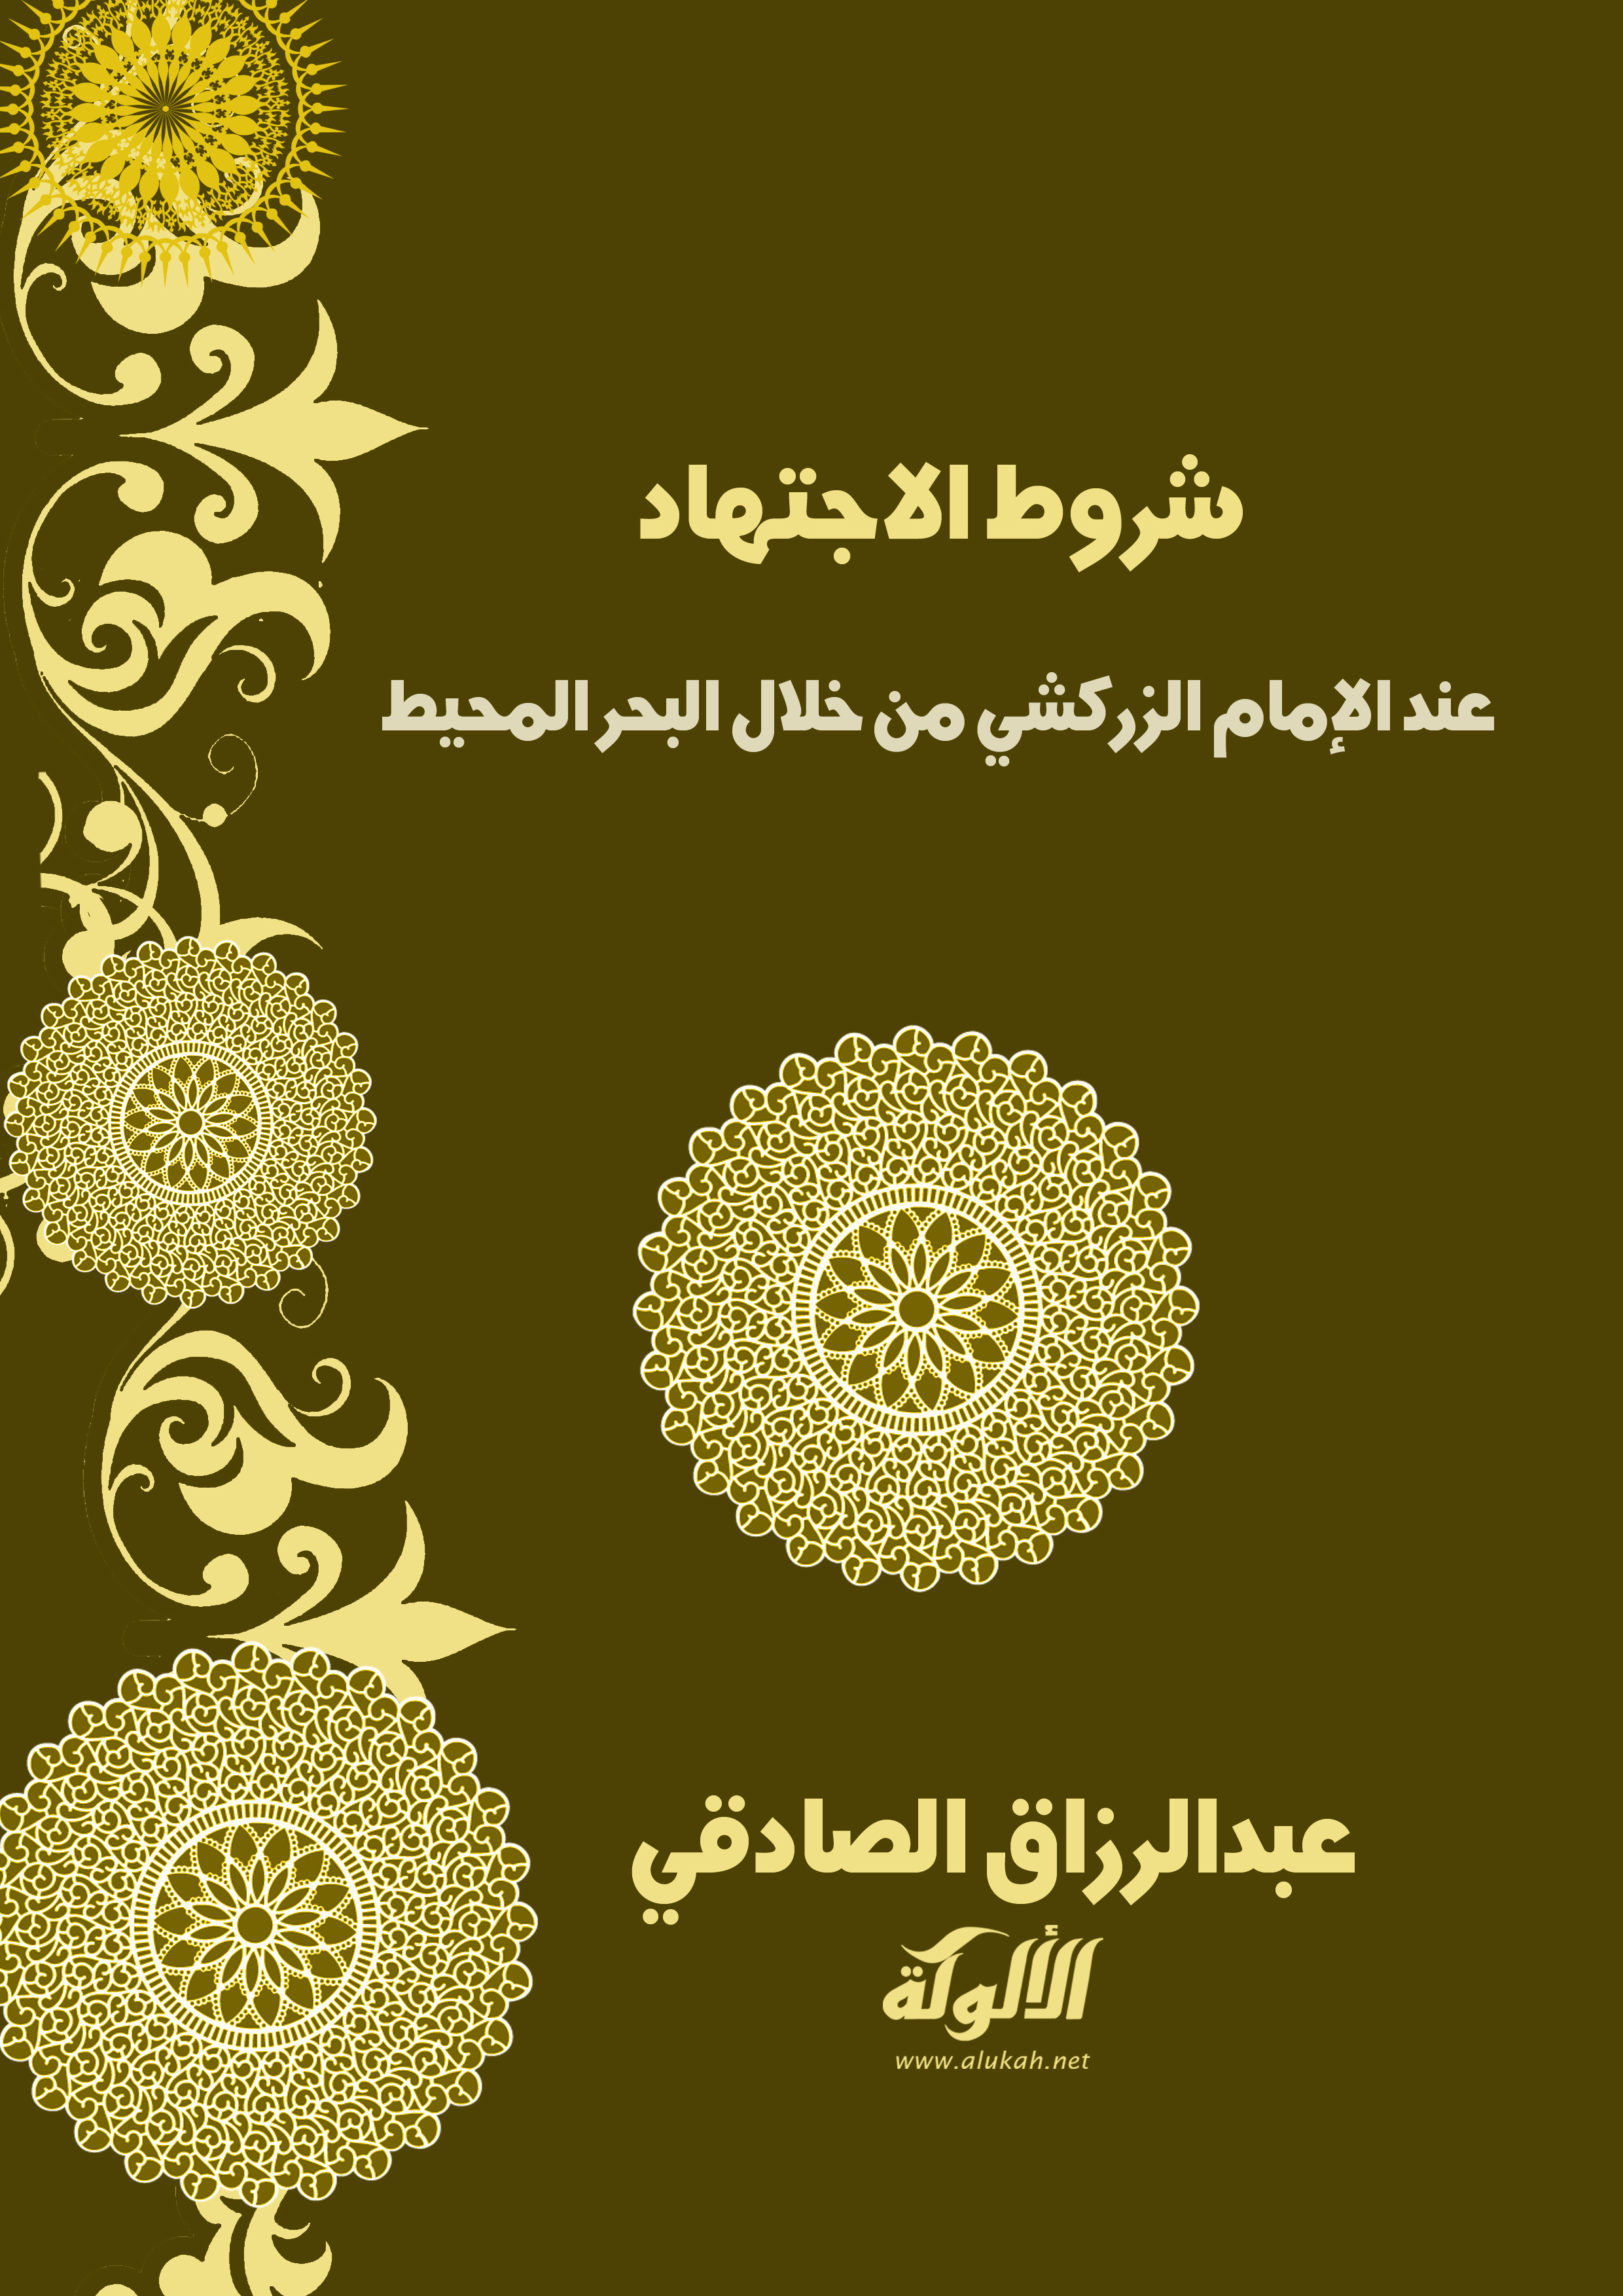 شروط الاجتهاد
عند الإمام الزركشي من خلال البحر المحيط
عبدالرزاق الصادقي
الألوكة
www.alukah.net